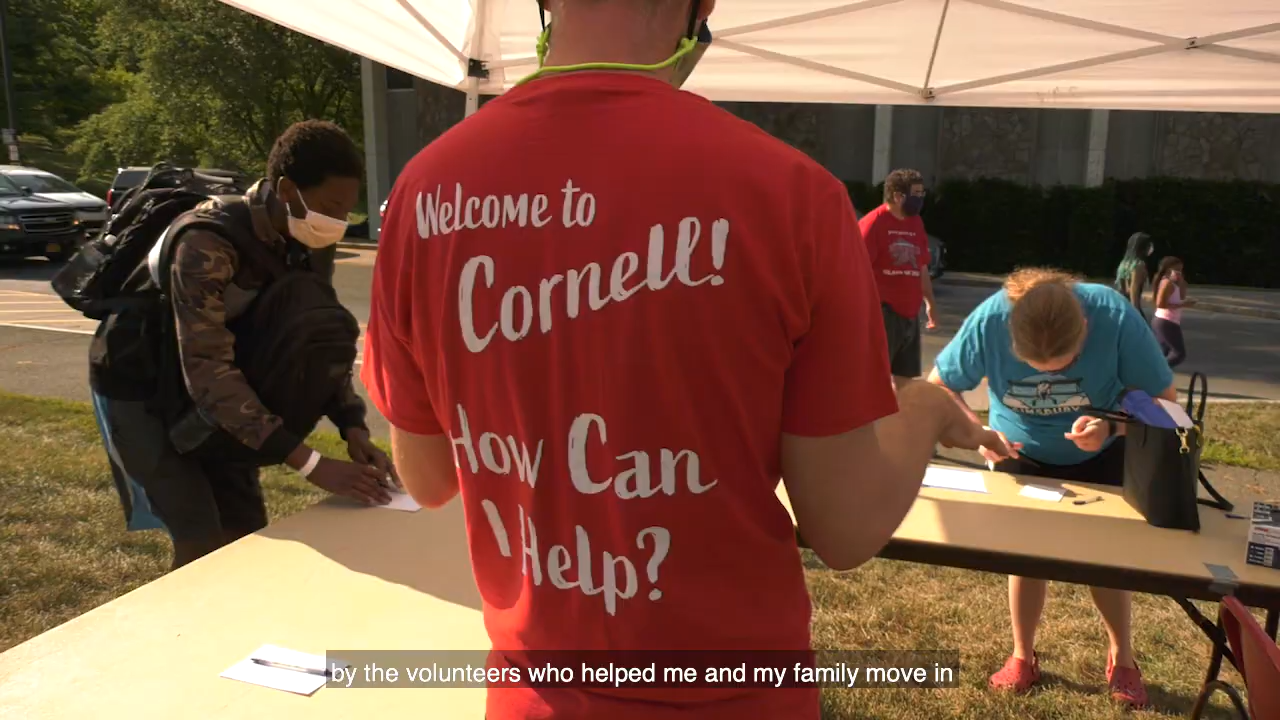 Welcome to
Cornell!
How Can
I Help?
by the volunteers who helped me and my family move in